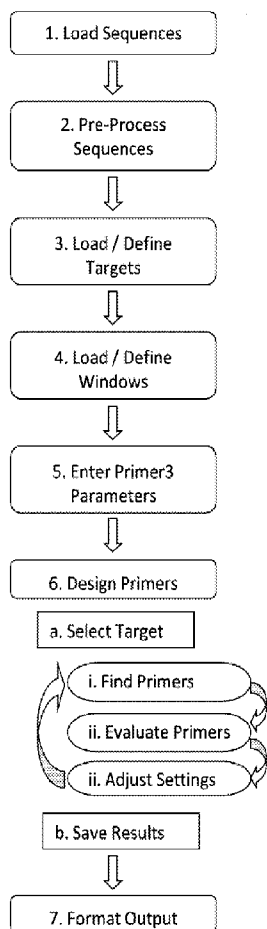 1. Load Sequences
2. Pre-Process
Sequences
3. Load / Define
Targets
4. Load / Define
Windows
5. Enter Primer3
Parameters
6. Design Primers
a. Select Target
i. Find Primers
ii. Evaluate Primers
ii. Adjust Settings
b. Save Results
7. Format Output